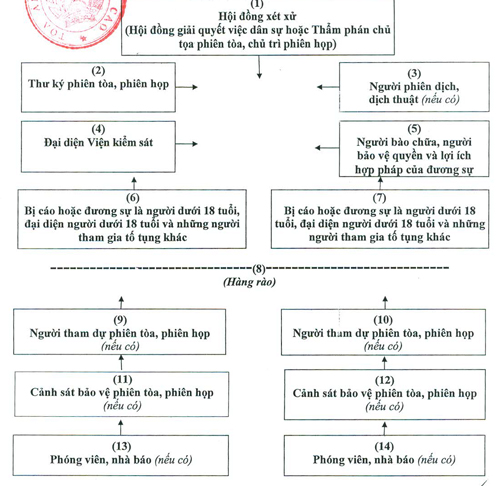 (1)
Hội đồng xét xử
(Hội đồng giải quyết việc dân sự hoặc Thẩm phán chủ
tọa phiên tòa, chủ trì phiên họp)
(2)
Thư ký phiên tòa, phiên họp
(3)
Người phiên dịch,
dịch thuật (nếu có)
(4)
Đại diện Viện kiểm sát
(5)
Người bào chữa, người
bảo vệ quyền và lợi ích
hợp pháp của đương sự
(6)
Bị cáo hoặc đương sự là người dưới 18 tuổi,
đại diện người dưới 18 tuổi và những người
tham gia tố tụng khác
(7)
Bị cáo hoặc đương sự là người dưới 18
tuổi, đại diện người dưới 18 tuổi và những
người tham gia tố tụng khác
(8)
(Hàng rào)
(9)
Người tham dự phiên tòa, phiên họp
(nếu có)
(10)
Người tham dự phiên tòa, phiên họp
(nếu có)
(11)
Cảnh sát bảo vệ phiên tòa, phiên họp
(nếu có)
(12)
Cảnh sát bảo vệ phiên tòa, phiên họp
(nếu có)
(13)
Phóng viên, nhà báo (nếu có)
(14)
Phóng viên, nhà báo (nếu có)